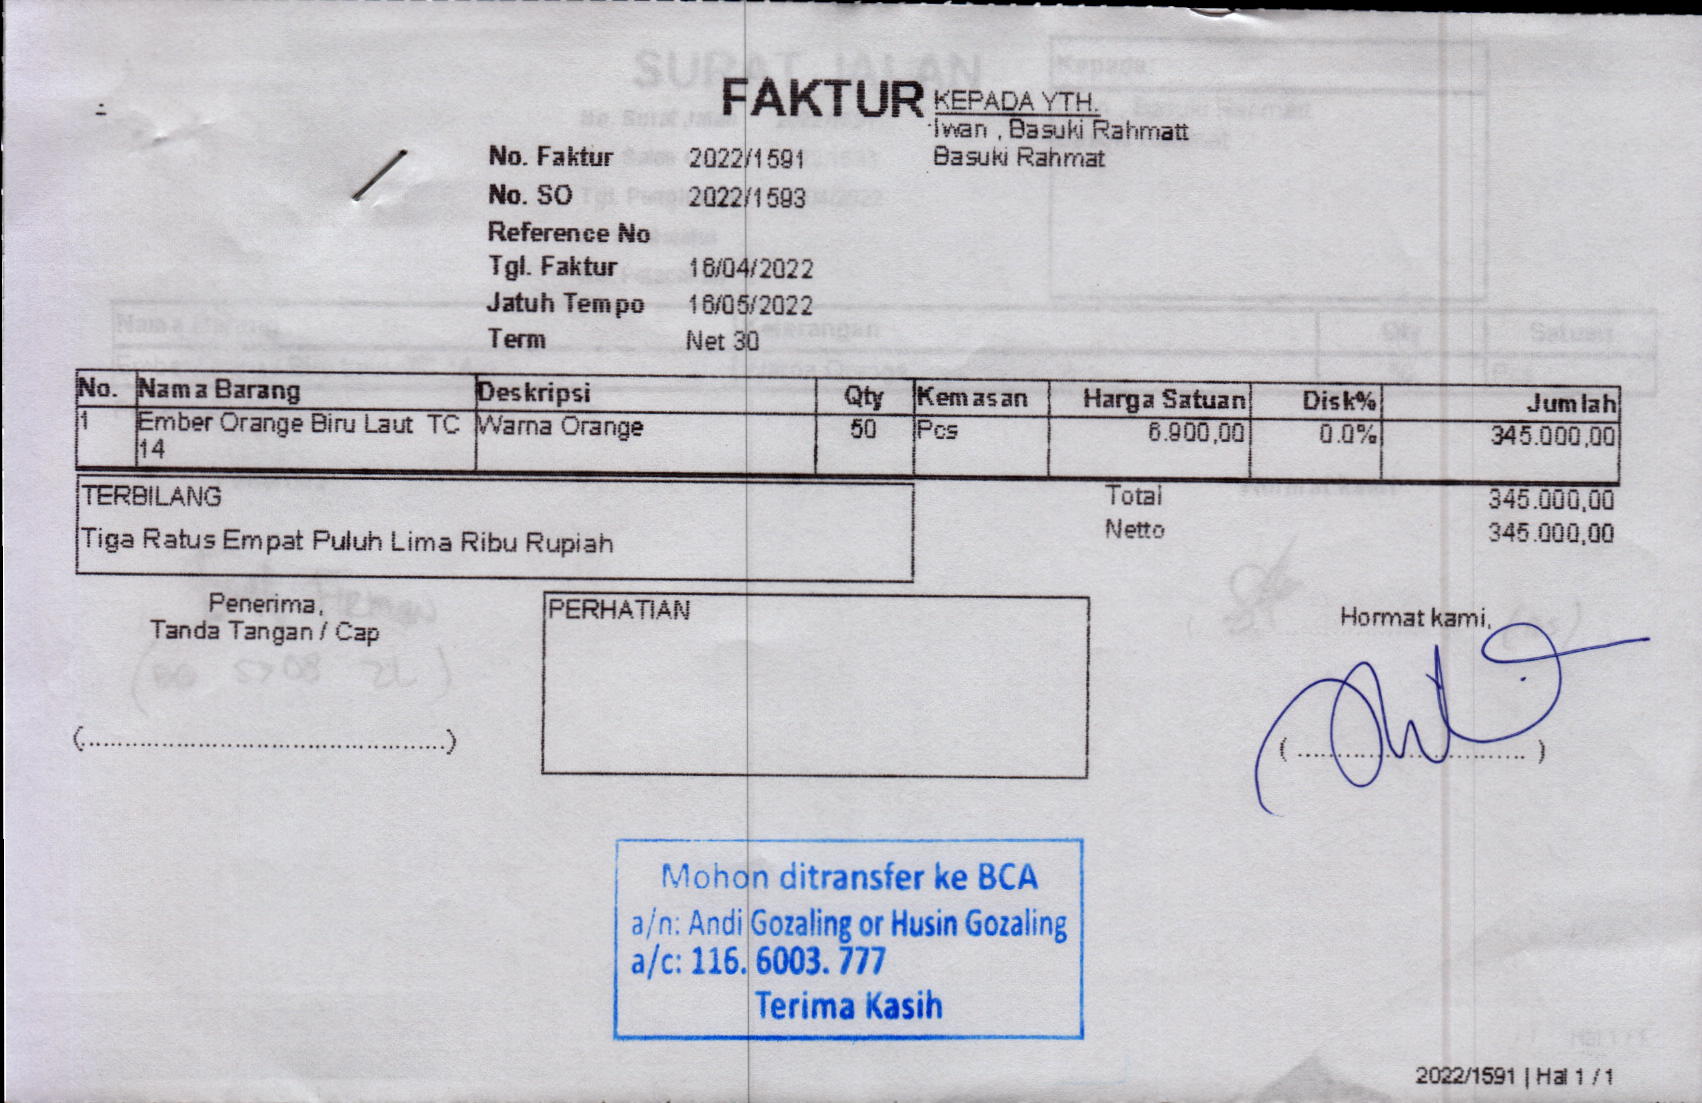 FAKTUR
KEPADA YTH.
Iwan , Basuki Rahmatt
Basuki Rahmat
No. Faktur 2022/1591
No. SO 2022/1593
Reference No
Tgl. Faktur 16/04/2022
Jatuh Tempo 16/05/2022
Term Net 30
No. Nama Barang Deskripsi Qty Kemasan Harga Satuan Disk% Jumlah
1 Ember Orange Biru Laut TC Warna Orange 50 Pcs 6.900,00 0.0% 345.000,00
14
TERBILANG
Tiga Ratus Empat Puluh Lima Ribu Rupiah
Total 345.000,00
Netto 345.000,00
Penerima,
Tanda Tangan / Cap
(................................................)
PERHATIAN
Hormat kami,
( ............................... )
Mohon ditransfer ke BCA
a/n: Andi Gozaling or Husin Gozaling
a/c: 116. 6003. 777
Terima Kasih
2022/1591 | Hal 1 / 1